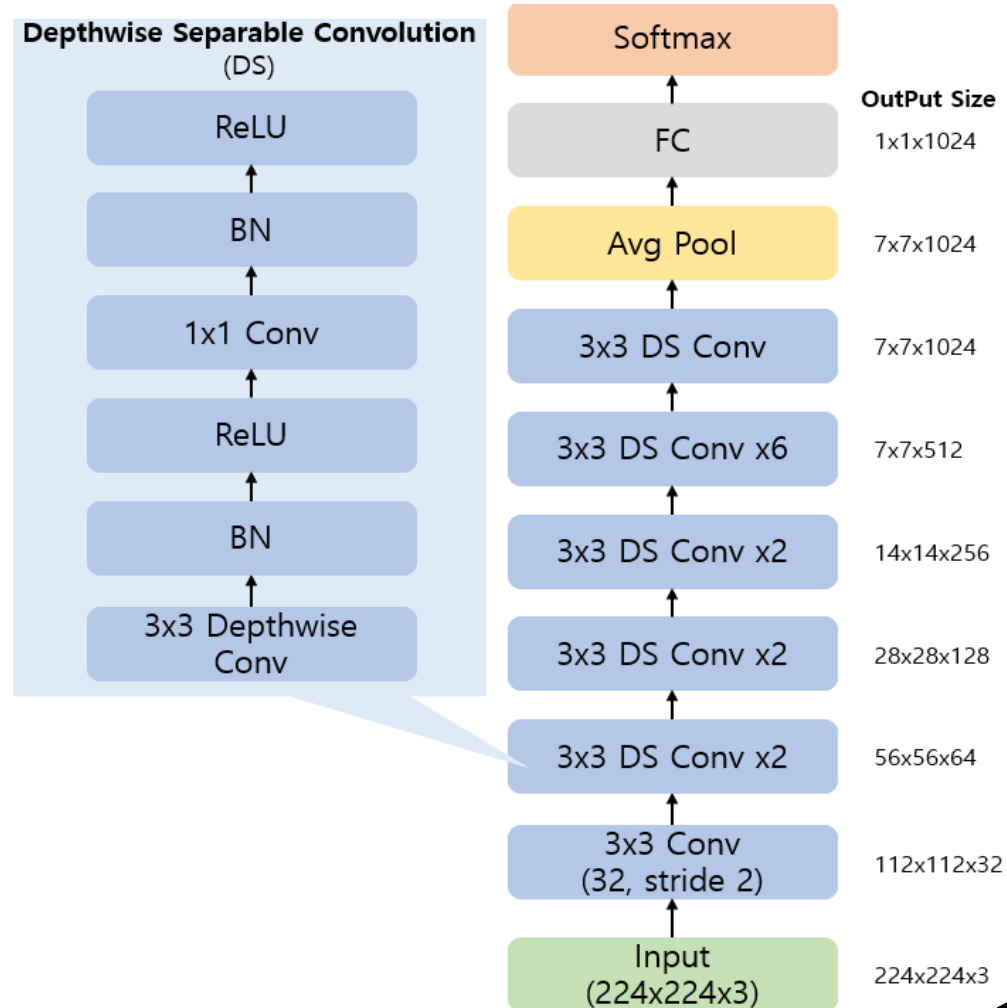 Depthwise Separable Convolution
(DS)
ReLU
BN
1x1 Conv
ReLU
BN
3x3 Depthwise
Conv
Softmax
OutPut Size
FC
1x1x1024
Avg Pool
7x7x1024
3x3 DS Conv
7x7x1024
3x3 DS Conv x6
7x7x512
3x3 DS Conv x2
14x14x256
3x3 DS Conv x2
28x28x128
3x3 DS Conv x2
56x56x64
3x3 Conv
(32, stride 2)
112x112x32
Input
(224x224x3)
224x224x3